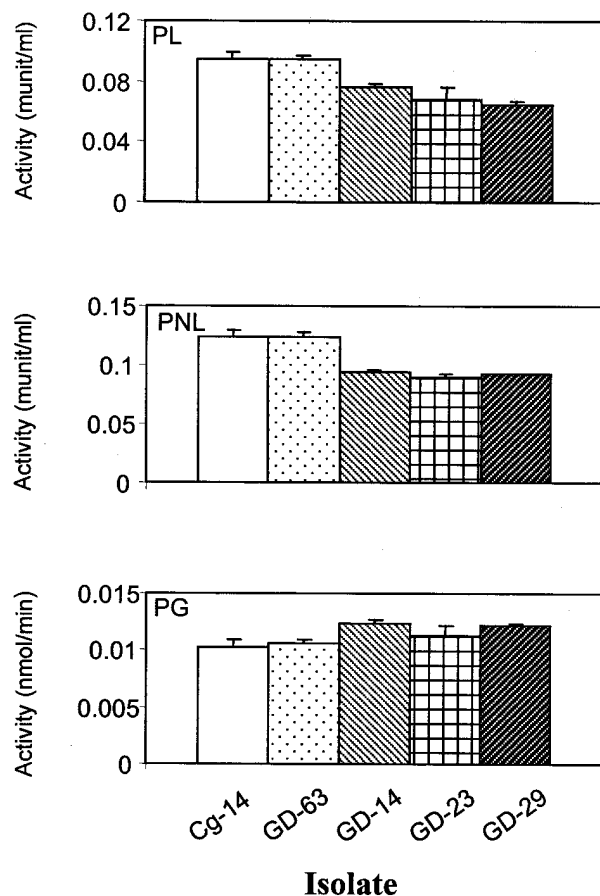 PL
Activity (munit/ml)
0.12
0.08
0.04
0
PNL
Activity (munit/ml)
0.15
0.1
0.05
0
PG
Activity (nmol/min)
0.015
0.01
0.005
0
Cg-14
GD-63
GD-14
GD-23
GD-29
Isolate